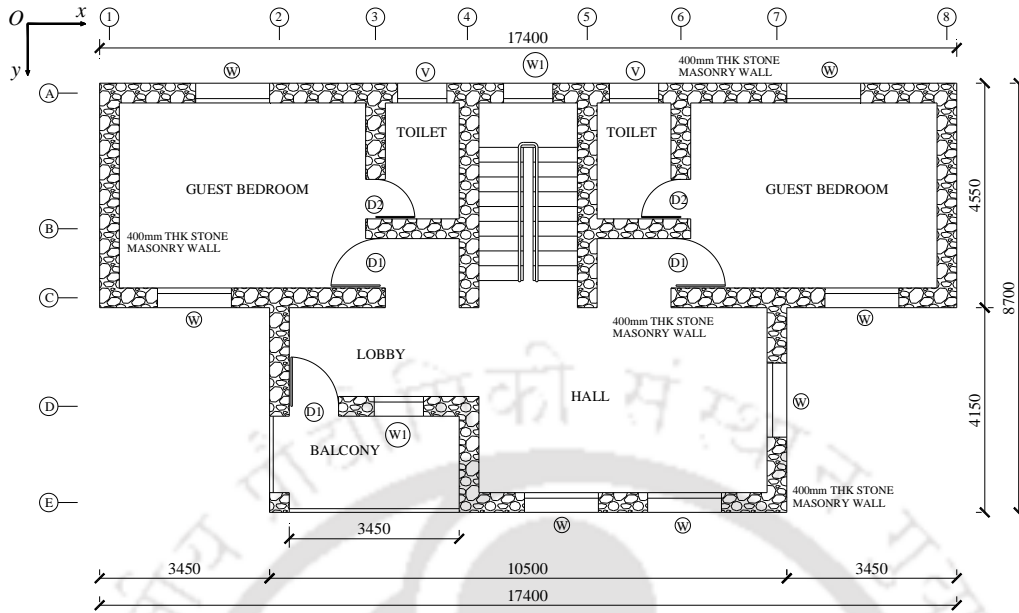 O x 1 2 3 4 5 6 7 8
17400
y
W V W1 V W
400mm THK STONE
MASONRY WALL
A
TOILET TOILET
GUEST BEDROOM GUEST BEDROOM
4550
D2 D2
B
400mm THK STONE
MASONRY WALL
D1 D1
C
8700
W W
400mm THK STONE
MASONRY WALL
LOBBY
HALL
D
D1 W1 W
4150
BALCONY
प्रौद्योगिकी संस्थान
E
400mm THK STONE
MASONRY WALL
W W
3450
3450 10500 3450
17400